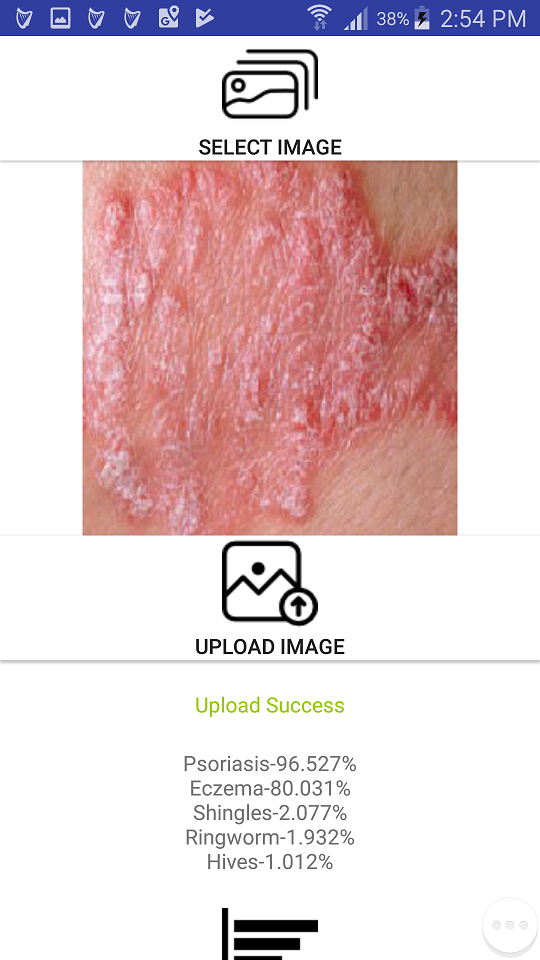 38% 2:54 PM
SELECT IMAGE
UPLOAD IMAGE
Upload Success
Psoriasis-96.527%
Eczema-80.031%
Shingles-2.077%
Ringworm-1.932%
Hives-1.012%